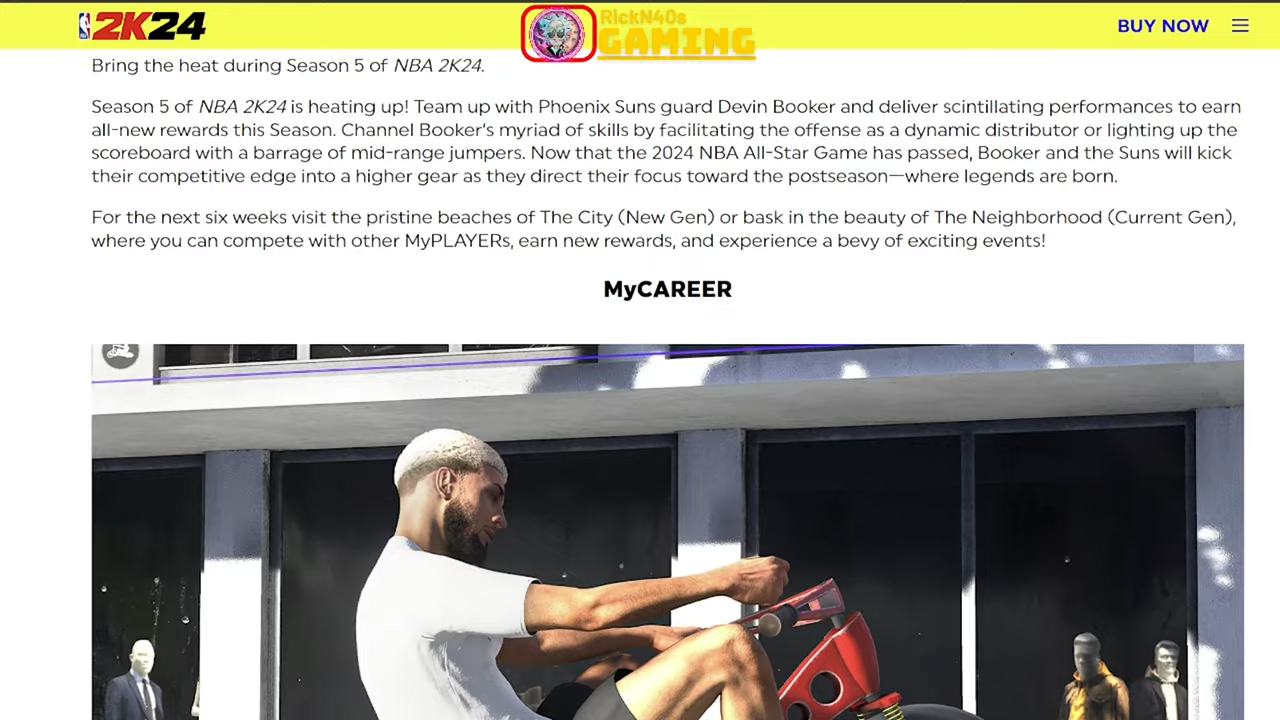 2K24
RickN40s
GAMING
BUY NOW
Bring the heat during Season 5 of NBA 2K24.
Season 5 of NBA 2K24 is heating up! Team up with Phoenix Suns guard Devin Booker and deliver scintillating performances to earn
all-new rewards this Season. Channel Booker’s myriad of skills by facilitating the offense as a dynamic distributor or lighting up the
scoreboard with a barrage of mid-range jumpers. Now that the 2024 NBA All-Star Game has passed, Booker and the Suns will kick
their competitive edge into a higher gear as they direct their focus toward the postseason—where legends are born.
For the next six weeks visit the pristine beaches of The City (New Gen) or bask in the beauty of The Neighborhood (Current Gen),
where you can compete with other MyPLAYERs, earn new rewards, and experience a bevy of exciting events!
MyCAREER